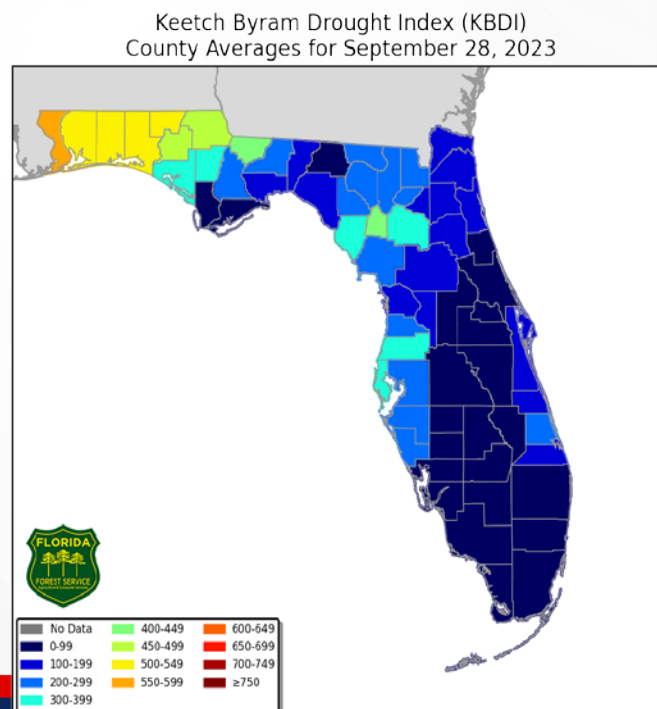 Keetch Byram Drought Index (KBDI)
County Averages for September 28, 2023
FLORIDA
FOREST SERVICE
No Data
0-99
100-199
200-299
300-399
400-449
450-499
500-549
550-599
600-649
650-699
700-749
≥750